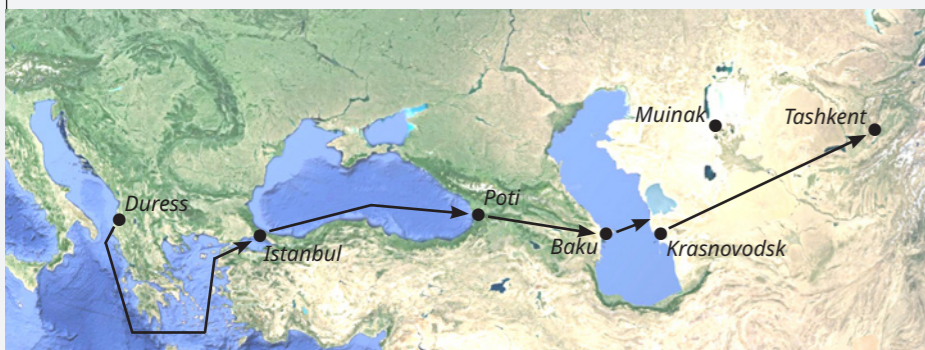 Muinak
Tashkent
Duress
Poti
Istanbul
Baku
Krasnovodsk